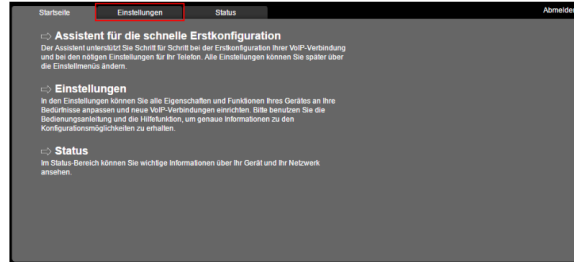 Startseite Einstellungen Status Abmelden
Assistent für die schnelle Erstkonfiguration
Der Assistent unterstützt Sie Schritt für Schritt bei der Erstkonfiguration Ihrer VoIP-Verbindung
und bei den nötigen Einstellungen für Ihr Telefon. Alle Einstellungen können Sie später über
die Einstellmenüs ändern.
Einstellungen
In den Einstellungen können Sie alle Eigenschaften und Funktionen Ihres Gerätes an Ihre
Bedürfnisse anpassen und neue VoIP-Verbindungen einrichten. Bitte benutzen Sie die
Bedienungsanleitung und die Hilfefunktion, um genaue Informationen zu den
Konfigurationsmöglichkeiten zu erhalten.
Status
Im Status-Bereich können Sie wichtige Informationen über Ihr Gerät und Ihr Netzwerk
ansehen.